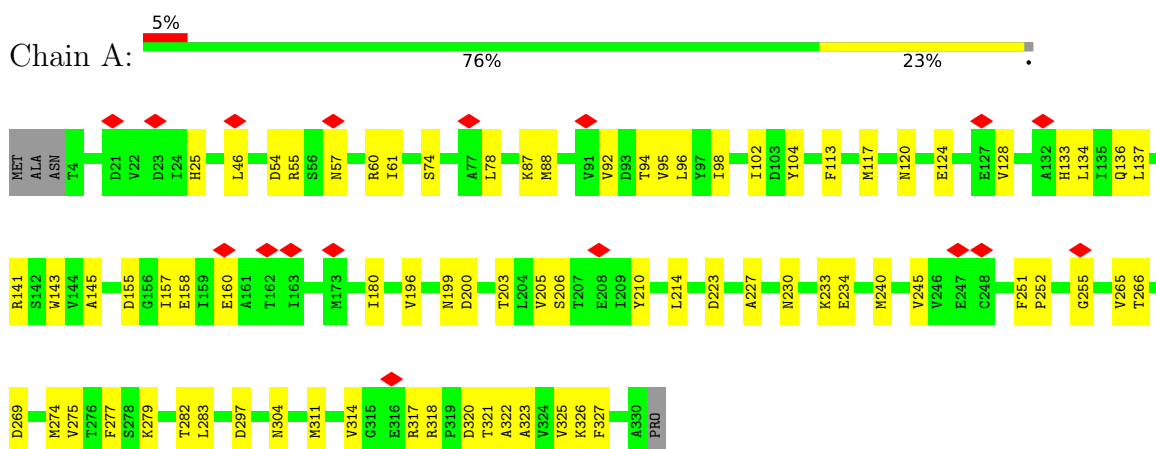 5%
Chain A:
76% 23% •
MET ALA ASN T4 D21 V22 D23 I24 H25 L46 D54 R55 S56 N57 R60 I61 S74 A77 L78 K87 M88 V91 V92 D93 T94 V95 L96 Y97 I98 I102 D103 Y104 F113 M117 N120 E124 E127 V128 A132 H133 L134 I135 Q136 L137
R141 S142 W143 V144 A145 D155 G156 I157 E158 I159 E160 A161 T162 I163 M173 I180 V196 N199 D200 T203 L204 V205 S206 T207 E208 I209 Y210 L214 D223 A227 N230 K233 E234 M240 V245 V246 E247 C248 F251 P252 G255 V265 T266
D269 M274 V275 T276 F277 S278 K279 T282 L283 D297 N304 M311 V314 G315 E316 R317 R318 P319 D320 T321 A322 A323 V324 V325 K326 F327 A330 PRO